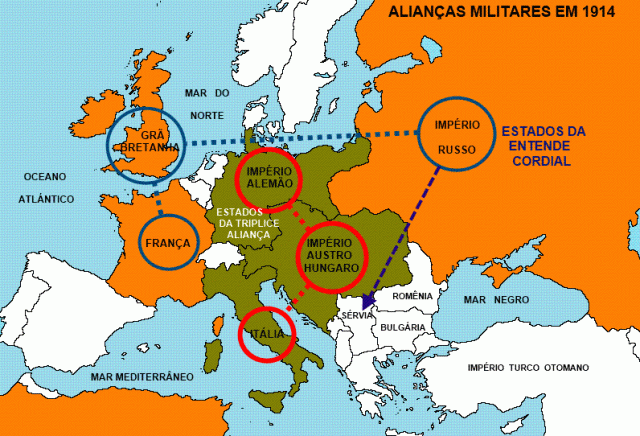 ALIANÇAS MILITARES EM 1914
MAR DO
NORTE
GRÃ
BRETANHA
IMPÉRIO
RUSSO
ESTADOS DA
ENTENDE
CORDIAL
OCEANO
ATLÂNTICO
IMPÉRIO
ALEMÃO
ESTADOS
DA TRIPLICE
ALIANÇA
FRANÇA
IMPÉRIO
AUSTRO
HUNGARO
ROMÊNIA
MAR NEGRO
SÉRVIA
BULGÁRIA
ITÁLIA
IMPÉRIO TURCO OTOMANO
MAR MEDITERRÂNEO